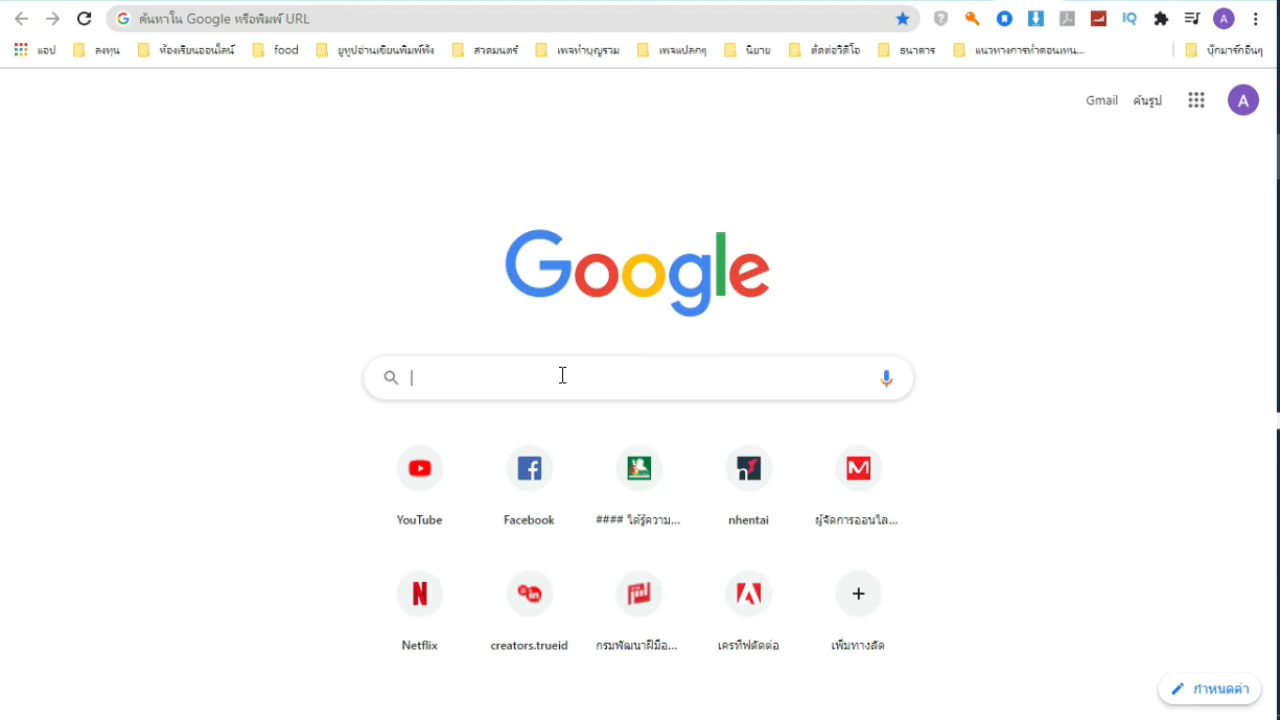 ค้นหาใน Google หรือพิมพ์ URL
IQ
A
แอป ลงทุน ห้องเรียนออนไลน์ food ยูทูปอ่านเขียนพิมพ์ฟัง สวดมนตร์ เพจทำบุญรวม เพจแปลกๆ นิยาย ตัดต่อวิดีโอ ธนาคาร แนวทางการทำคอนเทน... บุ๊กมาร์กอื่นๆ
Gmail ค้นรูป A
Google
YouTube Facebook #### ได้รู้ความ... nhentai ผู้จัดการออนไล...
Netflix creators.trueid กรมพัฒนาฝีมือ... เครทีฟตัดต่อ เพิ่มทางลัด
กำหนดค่า